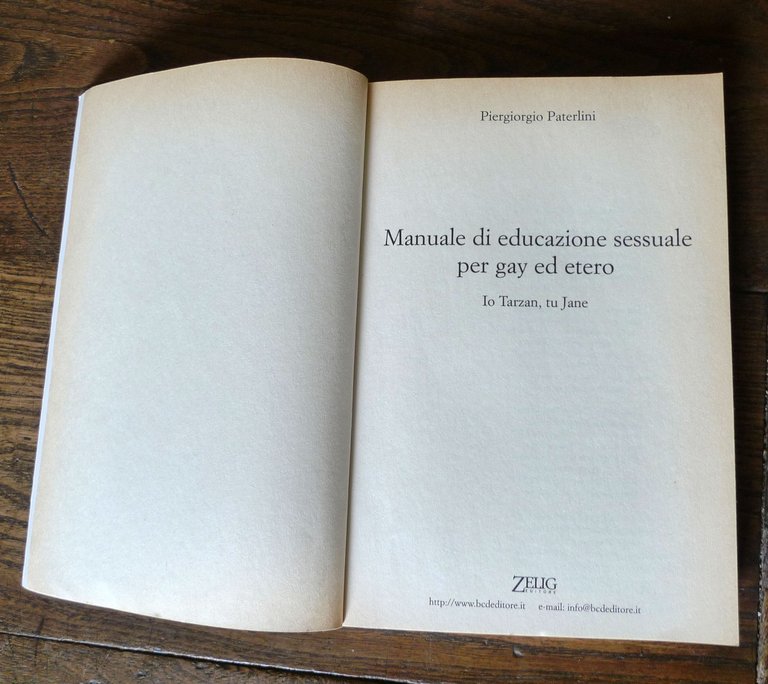 Piergiorgio Paterlini
Manuale di educazione sessuale
per gay ed etero
Io Tarzan, tu Jane
ZELIG
EDITORE
http://www.bcdeditore.it e-mail: info@bcdeditore.it